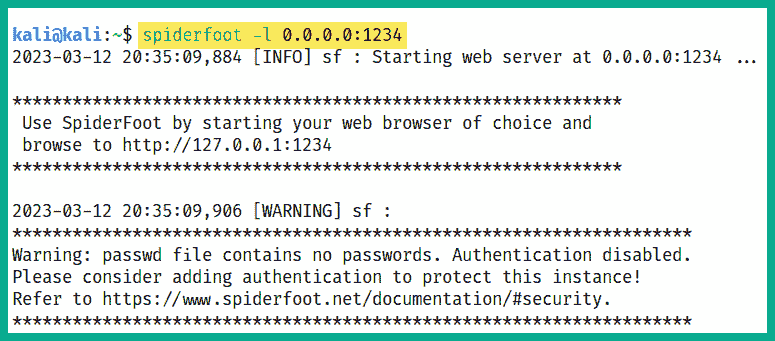 kali@kali:~$ spiderfoot -l 0.0.0.0:1234
2023-03-12 20:35:09,884 [INFO] sf : Starting web server at 0.0.0.0:1234 ...
*************************************************************
Use SpiderFoot by starting your web browser of choice and
browse to http://127.0.0.1:1234
*************************************************************
2023-03-12 20:35:09,906 [WARNING] sf :
********************************************************************
Warning: passwd file contains no passwords. Authentication disabled.
Please consider adding authentication to protect this instance!
Refer to https://www.spiderfoot.net/documentation/#security.
********************************************************************